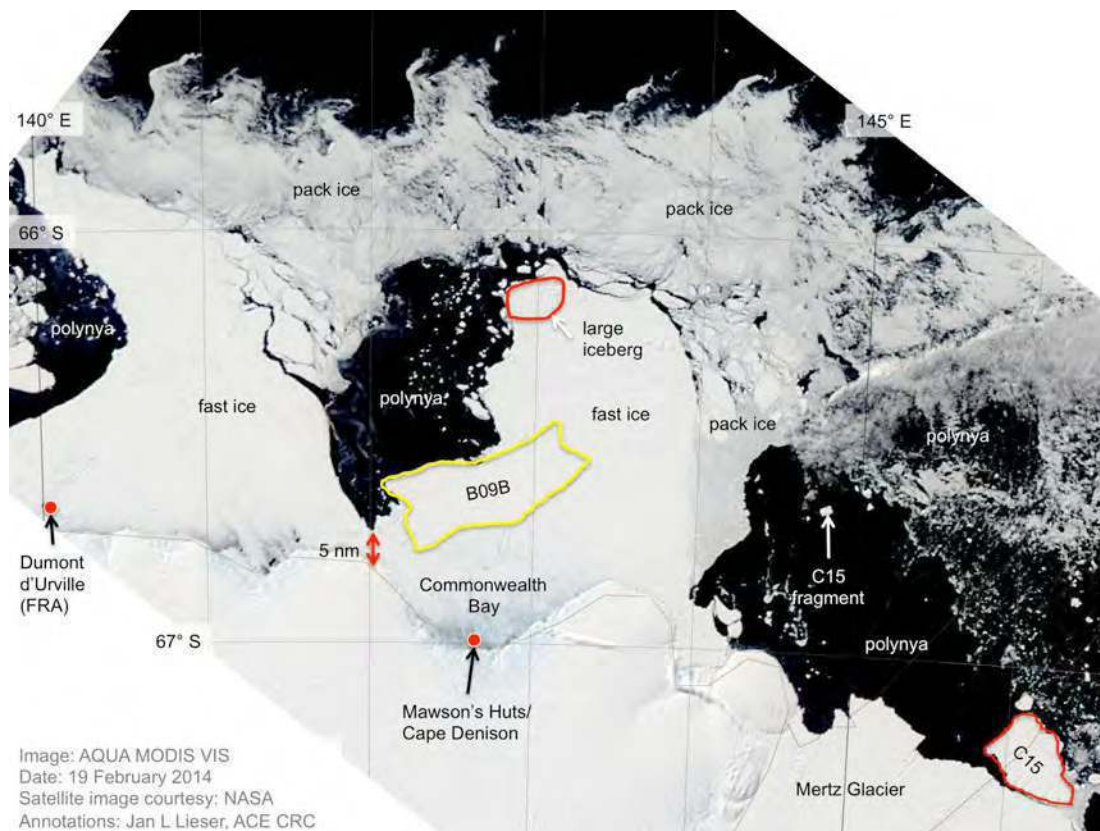 140° E
145° E
pack ice
pack ice
66° S
polynya
large
iceberg
polynya
fast ice
fast ice
pack ice
polynya
B09B
5 nm
Dumont
d'Urville
(FRA)
C15
fragment
Commonwealth
Bay
67° S
polynya
Mawson's Huts/
Cape Denison
C15
Mertz Glacier
Image: AQUA MODIS VIS
Date: 19 February 2014
Satellite image courtesy: NASA
Annotations: Jan L Lieser, ACE CRC